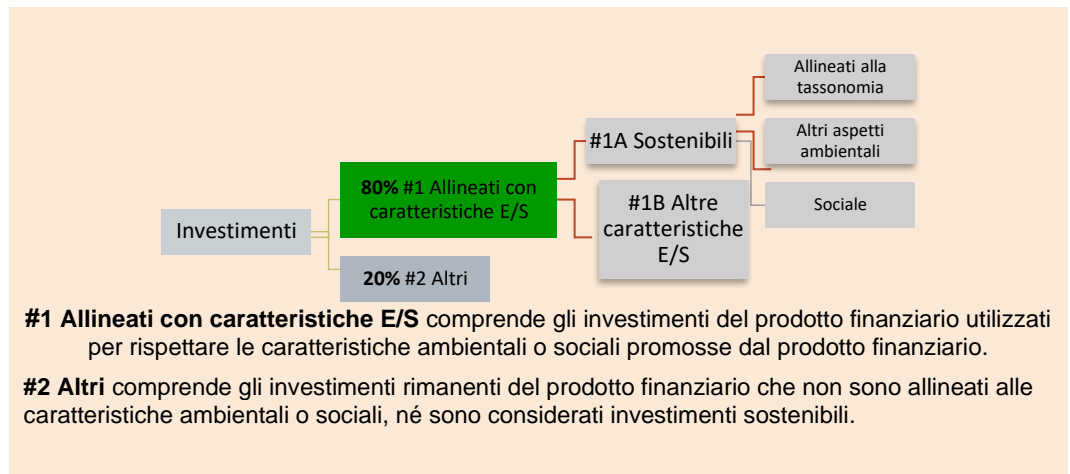 Allineati alla
tassonomia
#1A Sostenibili
Altri aspetti
ambientali
80% #1 Allineati con
caratteristiche E/S
#1B Altre
caratteristiche
E/S
Sociale
Investimenti
20% #2 Altri
#1 Allineati con caratteristiche E/S comprende gli investimenti del prodotto finanziario utilizzati
per rispettare le caratteristiche ambientali o sociali promosse dal prodotto finanziario.
#2 Altri comprende gli investimenti rimanenti del prodotto finanziario che non sono allineati alle
caratteristiche ambientali o sociali, né sono considerati investimenti sostenibili.